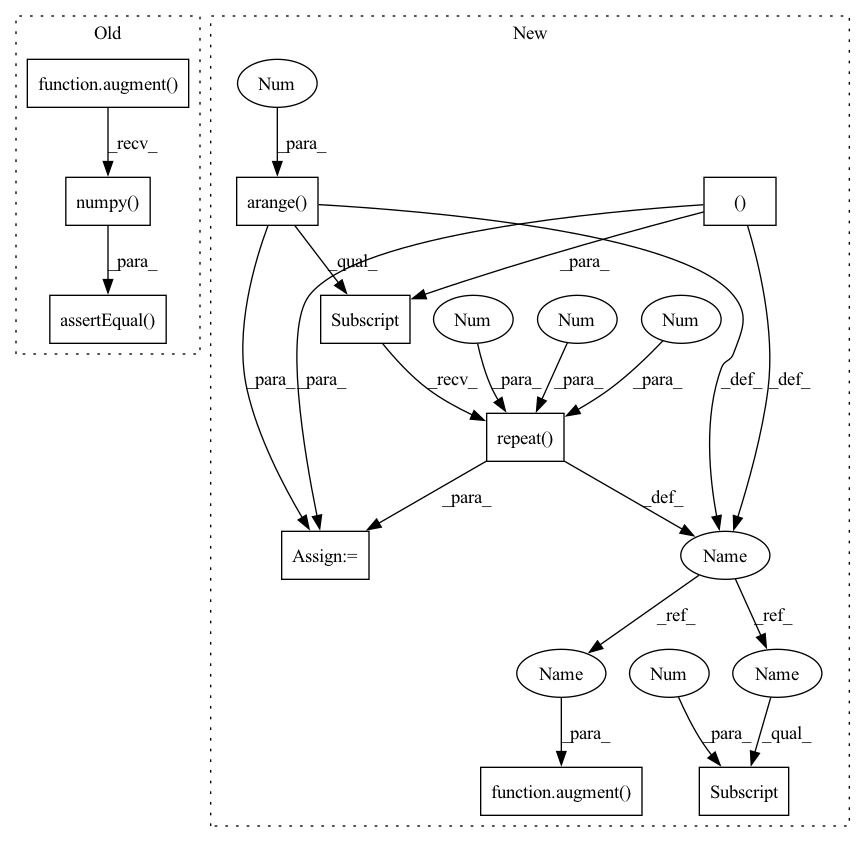 Old
New
function.augment()
Num
_recv_
_para_
numpy()
arange()
()
_para_
_qual_
_para_
assertEqual()
Subscript
Num
Num
Num
_para_
_para_
_recv_
_para_
_para_
_para_
_def_
_def_
repeat()
_para_
_def_
Assign:=
Name
_ref_
_ref_
Name
Num
Name
_para_
_para_
_qual_
function.augment()
Subscript